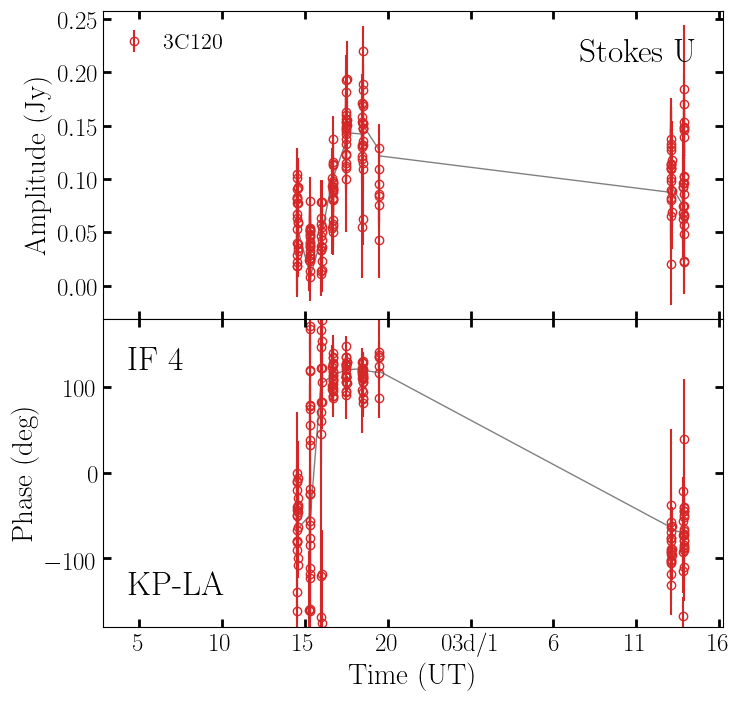 0.25
3C120
Stokes U
0.20
0.15
0.10
0.05
0.00
Amplitude (Jy)
IF 4
100
0
−100
Phase (deg)
KP-LA
5 10 15 20 03d/1 6 11 16
Time (UT)